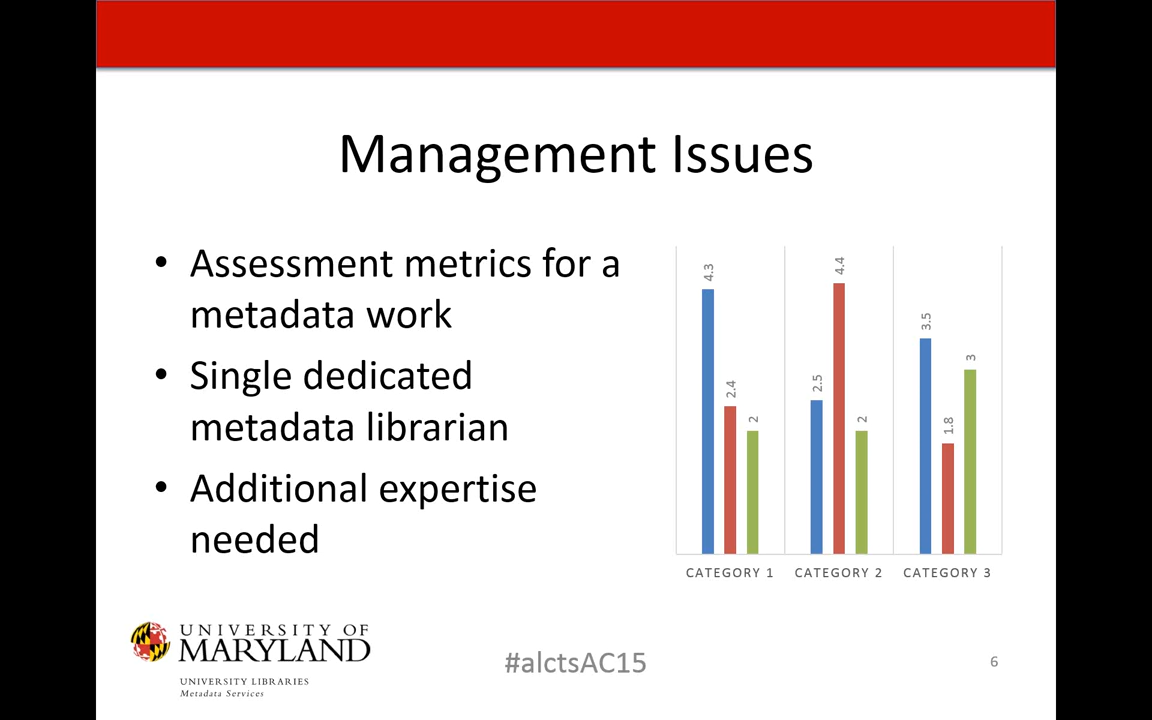 Management Issues
• Assessment metrics for a
metadata work
• Single dedicated
metadata librarian
• Additional expertise
needed
4.3
2.4
2
2.5
4.4
2
3.5
1.8
3
CATEGORY 1
CATEGORY 2
CATEGORY 3
UNIVERSITY OF
MARYLAND
UNIVERSITY LIBRARIES
Metadata Services
#alctsAC15
6